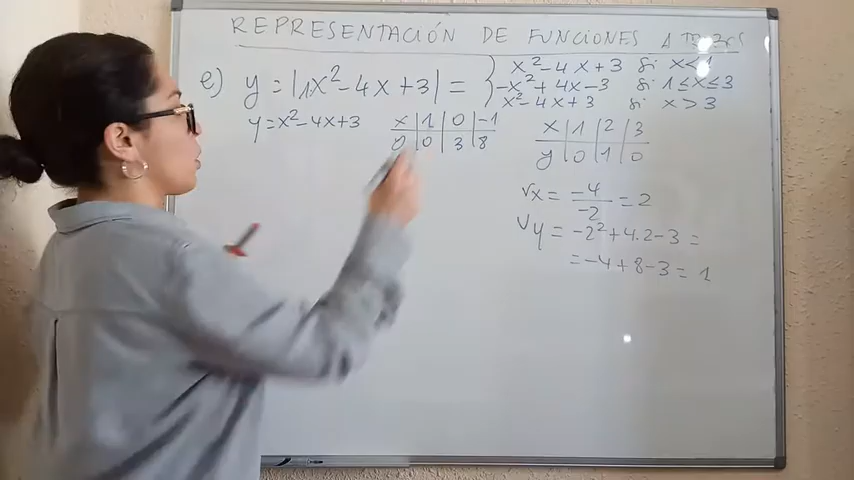 REPRESENTACIÓN DE FUNCIONES A TROZOS
e) y = |1x² - 4x + 3| = { x² - 4x + 3 si x < 1
-x² + 4x - 3 si 1 ≤ x ≤ 3
x² - 4x + 3 si x > 3
y = x² - 4x + 3
x | 1 | 0 | -1
y | 0 | 3 | 8
x | 1 | 2 | 3
y | 0 | 1 | 0
Vx = -4/-2 = 2
Vy = -2² + 4.2 - 3 =
= -4 + 8 - 3 = 1